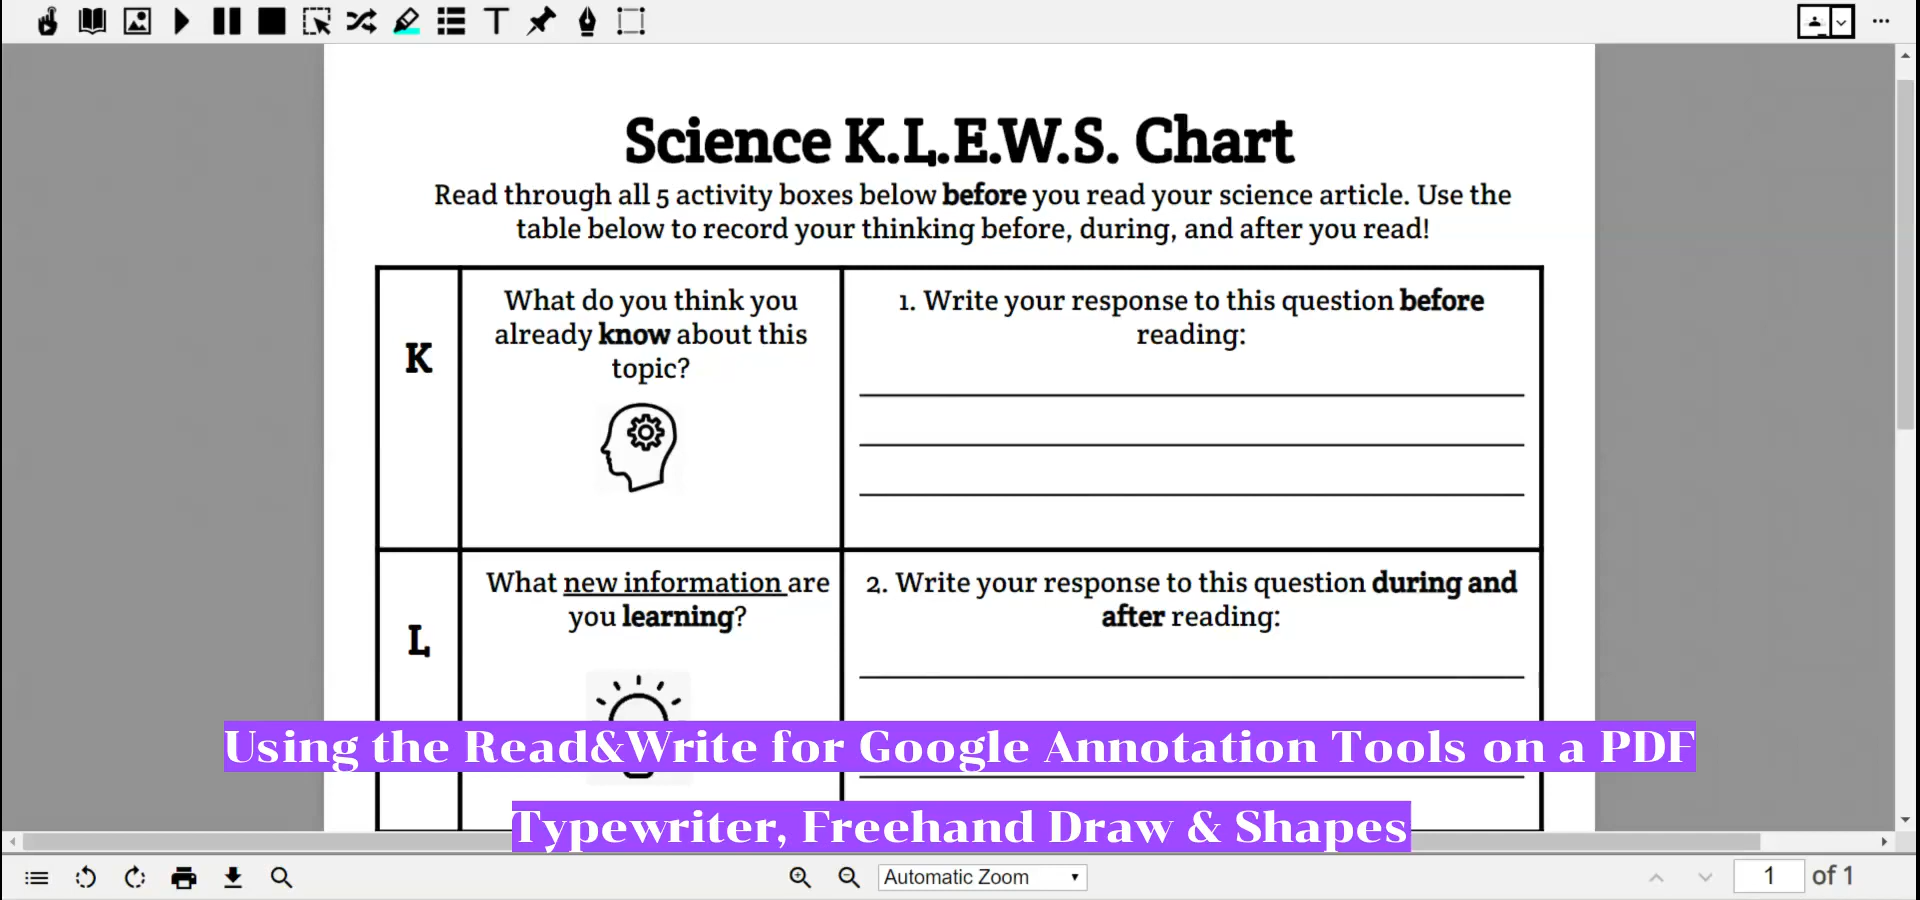 Science K.L.E.W.S. Chart
Read through all 5 activity boxes below before you read your science article. Use the
table below to record your thinking before, during, and after you read!
K
What do you think you
already know about this
topic?
1. Write your response to this question before
reading:
L
What new information are
you learning?
2. Write your response to this question during and
after reading:
Using the Read&Write for Google Annotation Tools on a PDF
Typewriter, Freehand Draw & Shapes
Automatic Zoom
1 of 1